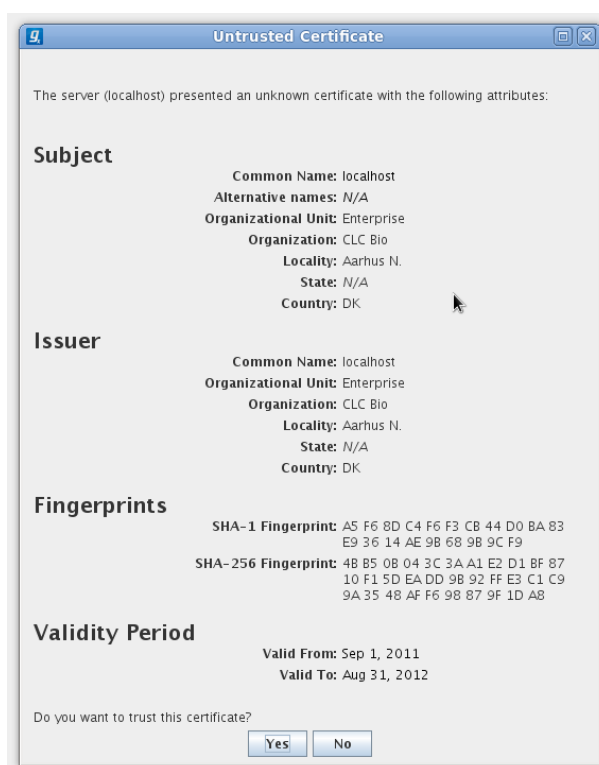 Untrusted Certificate
The server (localhost) presented an unknown certificate with the following attributes:
Subject
Common Name: localhost
Alternative names: N/A
Organizational Unit: Enterprise
Organization: CLC Bio
Locality: Aarhus N.
State: N/A
Country: DK
Issuer
Common Name: localhost
Organizational Unit: Enterprise
Organization: CLC Bio
Locality: Aarhus N.
State: N/A
Country: DK
Fingerprints
SHA-1 Fingerprint: A5 F6 8D C4 F6 F3 CB 44 D0 BA 83
E9 36 14 AE 9B 68 9B 9C F9
SHA-256 Fingerprint: 4B B5 0B 04 3C 3A A1 E2 D1 BF 87
10 F1 5D EA DD 9B 92 FF E3 C1 C9
9A 35 48 AF F6 98 87 9F 1D A8
Validity Period
Valid From: Sep 1, 2011
Valid To: Aug 31, 2012
Do you want to trust this certificate?
Yes No